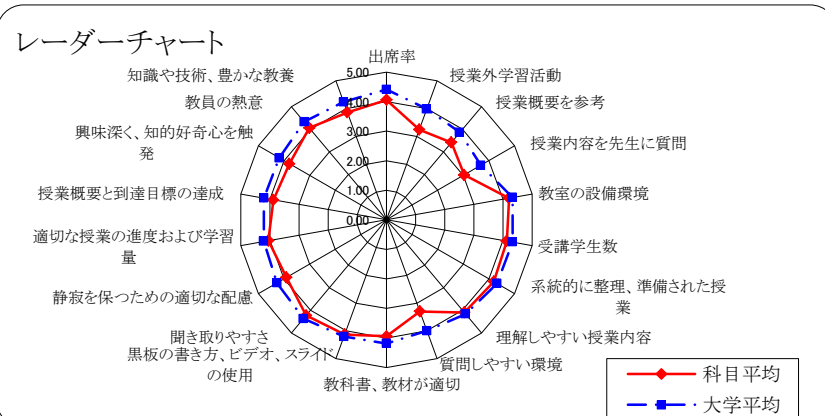 レーダーチャート
出席率
授業外学習活動
授業概要を参考
授業内容を先生に質問
教室の設備環境
受講学生数
系統的に整理、準備された授
業
理解しやすい授業内容
質問しやすい環境
教科書、教材が適切
黒板の書き方、ビデオ、スライド
の使用
聞き取りやすさ
静寂を保つための適切な配慮
適切な授業の進度および学習
量
授業概要と到達目標の達成
興味深く、知的好奇心を触
発
教員の熱意
知識や技術、豊かな教養
5.00
4.00
3.00
2.00
1.00
0.00
科目平均
大学平均